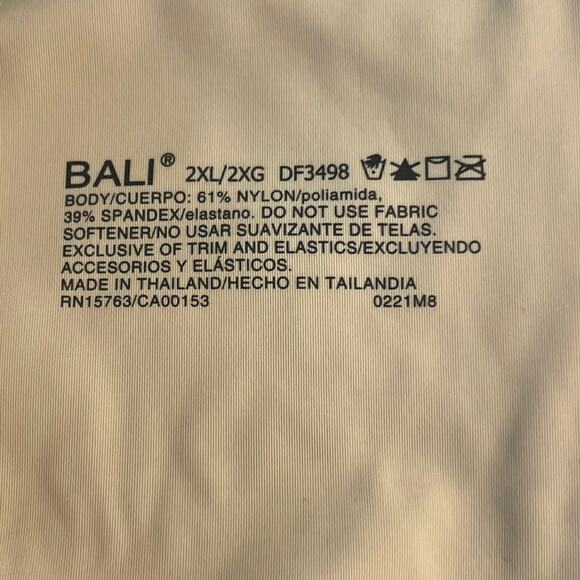 BALI® 2XL/2XG DF3498
BODY/CUERPO: 61% NYLON/poliamida,
39% SPANDEX/elastano. DO NOT USE FABRIC
SOFTENER/NO USAR SUAVIZANTE DE TELAS.
EXCLUSIVE OF TRIM AND ELASTICS/EXCLUYENDO
ACCESORIOS Y ELÁSTICOS.
MADE IN THAILAND/HECHO EN TAILANDIA
RN15763/CA00153 0221M8